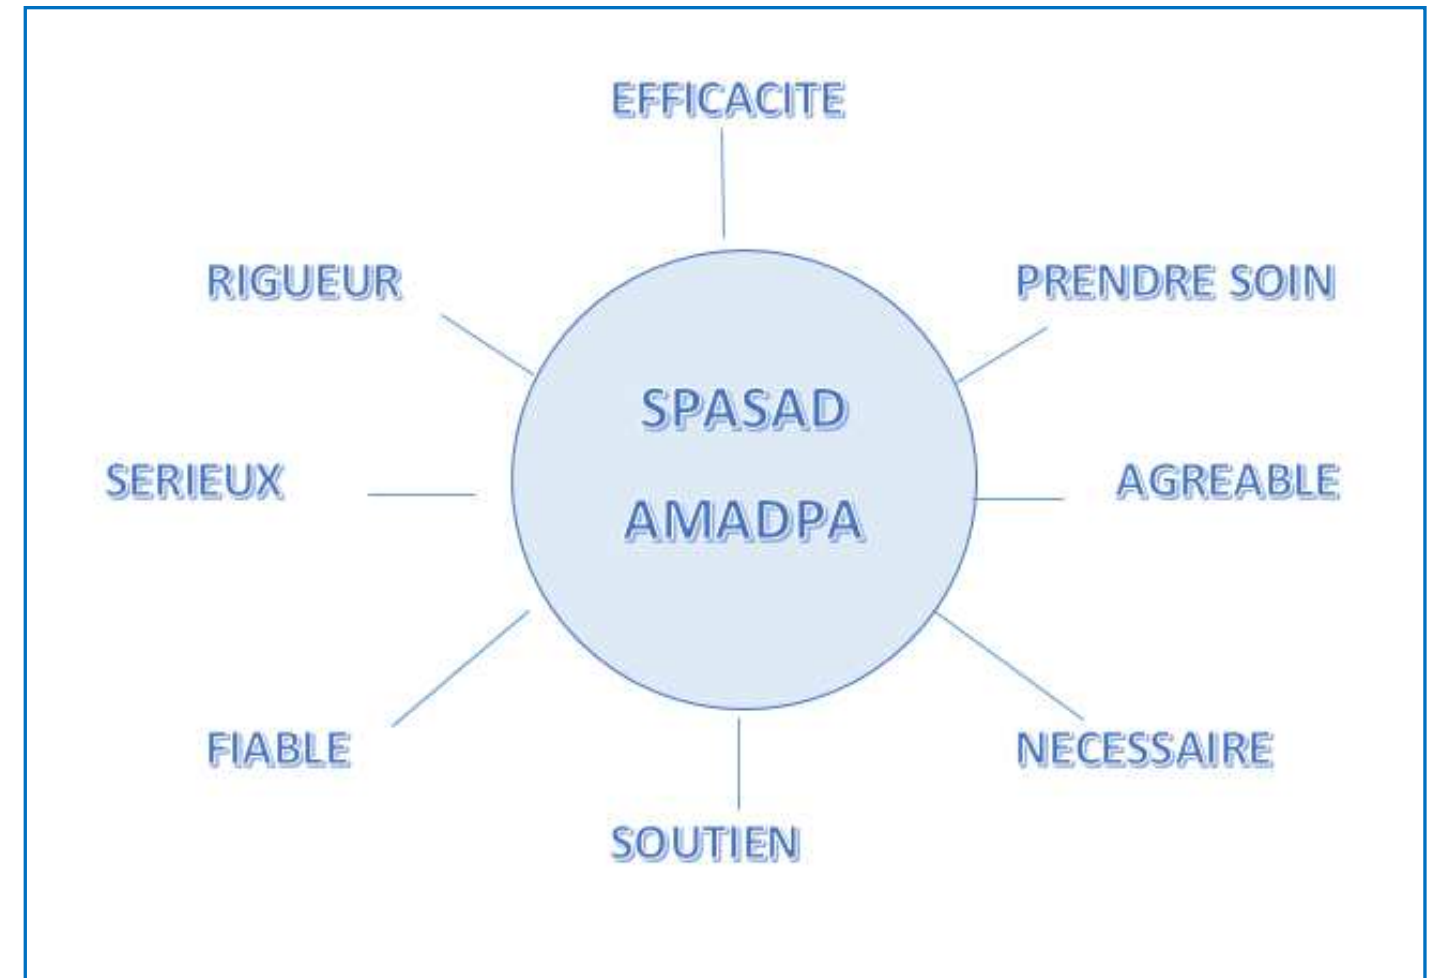 EFFICACITE
RIGUEUR
PRENDRE SOIN
SPASAD
AMADPA
SERIEUX
AGREABLE
FIABLE
NECESSAIRE
SOUTIEN